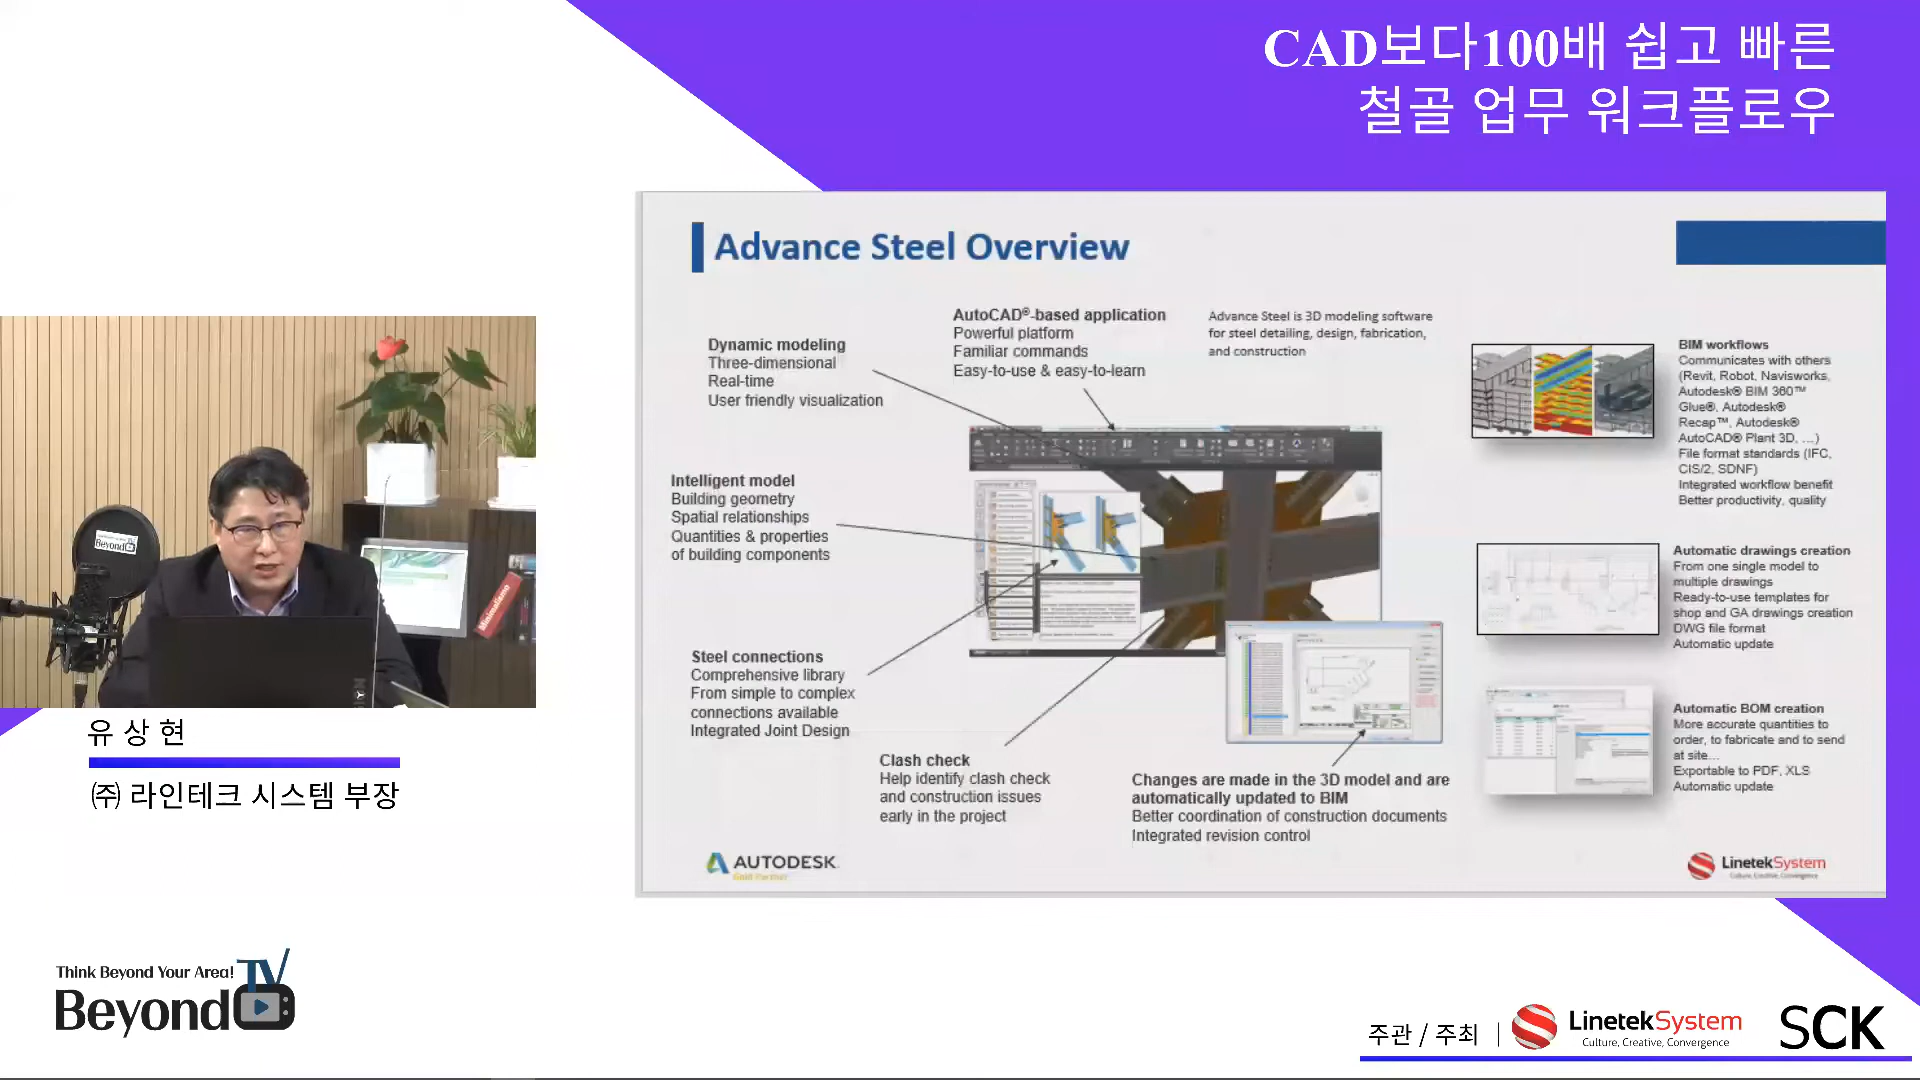 CAD보다100배 쉽고 빠른
철골 업무 워크플로우
Advance Steel Overview
Dynamic modeling
Three-dimensional
Real-time
User friendly visualization
AutoCAD®-based application
Powerful platform
Familiar commands
Easy-to-use & easy-to-learn
Advance Steel is 3D modeling software
for steel detailing, design, fabrication,
and construction
Intelligent model
Building geometry
Spatial relationships
Quantities & properties
of building components
Steel connections
Comprehensive library
From simple to complex
connections available
Integrated Joint Design
Clash check
Help identify clash check
and construction issues
early in the project
Changes are made in the 3D model and are
automatically updated to BIM
Better coordination of construction documents
Integrated revision control
BIM workflows
Communicates with others
(Revit, Robot, Navisworks,
Autodesk® BIM 360™
Glue®, Autodesk®
Recap™, Autodesk®
AutoCAD® Plant 3D, ...)
File format standards (IFC,
CIS/2, SDNF)
Integrated workflow benefit
Better productivity, quality
Automatic drawings creation
From one single model to
multiple drawings
Ready-to-use templates for
shop and GA drawings creation
DWG file format
Automatic update
Automatic BOM creation
More accurate quantities to
order, to fabricate and to send
at site...
Exportable to PDF, XLS
Automatic update
AUTODESK
Gold Partner
LinetekSystem
Culture, Creative, Convergence
Beyond
Minimalismo
유 상 현
㈜ 라인테크 시스템 부장
Think Beyond Your Area!
Beyond TV
주관 / 주최 |
LinetekSystem
Culture, Creative, Convergence
SCK